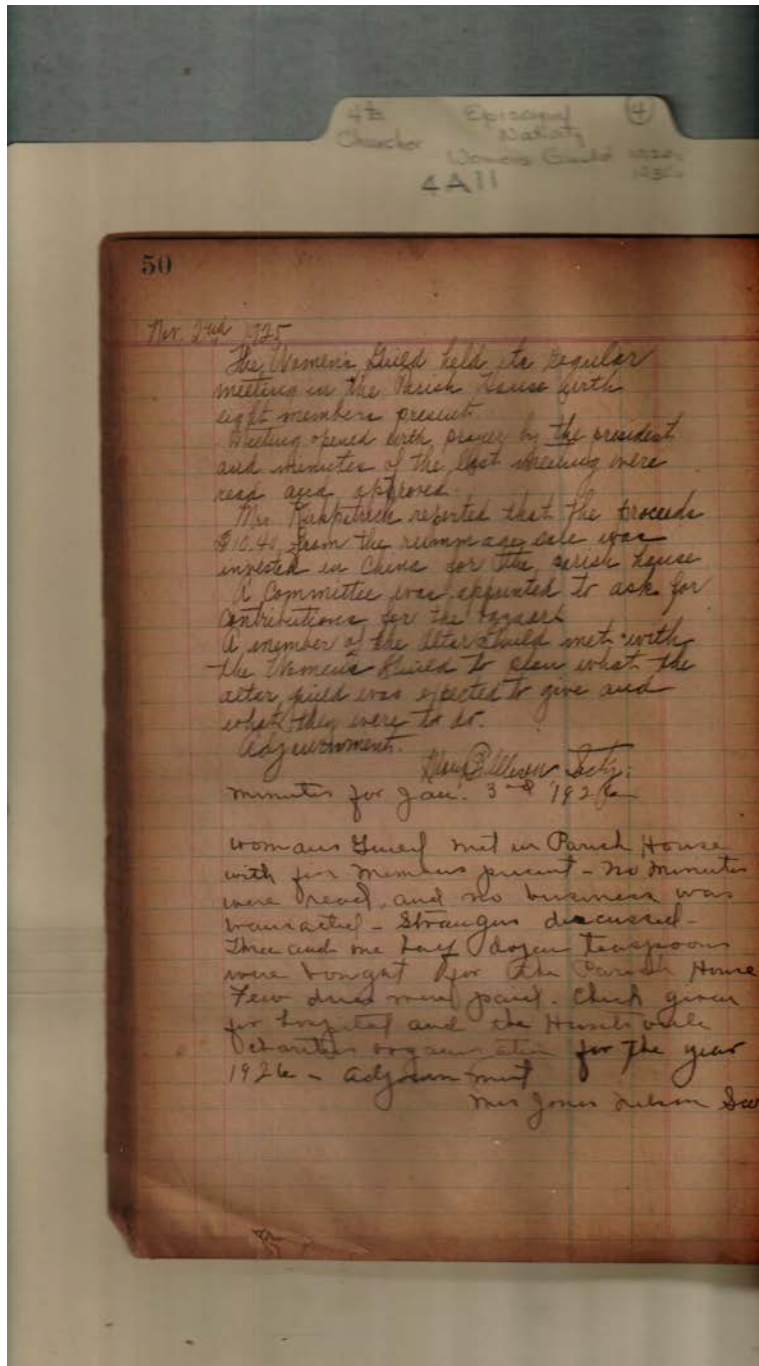 4th Episcopal 4
Churches Nativity
Womens Guild
4A11
50
Nov. 2nd 1925
The Women's Guild held its regular
meeting in the Parish House with
eight members present.
Meeting opened with prayer by the president
and minutes of the last meeting were
read and approved.
Mrs. Kirkpatrick reported that the proceeds
$10.40 from the rummage sale was
invested in China for the parish house
A Committee was appointed to ask for
contributions for the bazaar.
A member of the Altar Guild met with
the Women's Guild to plan what the
altar guild was expected to give and
what they were to do.
Adjournment.
Secty.
Minutes for Jan. 3rd 1926
Womans Guild met in Parish House
with members present - No minutes
were read, and no business was
transacted - discussed -
Three and one half dozen teaspoons
were bought for the Parish House
Few dues were paid. Check given
for hospital and the Huntsville
Charities organization for the year
1926 - Adjournment
Mrs Jones Nelson Sec